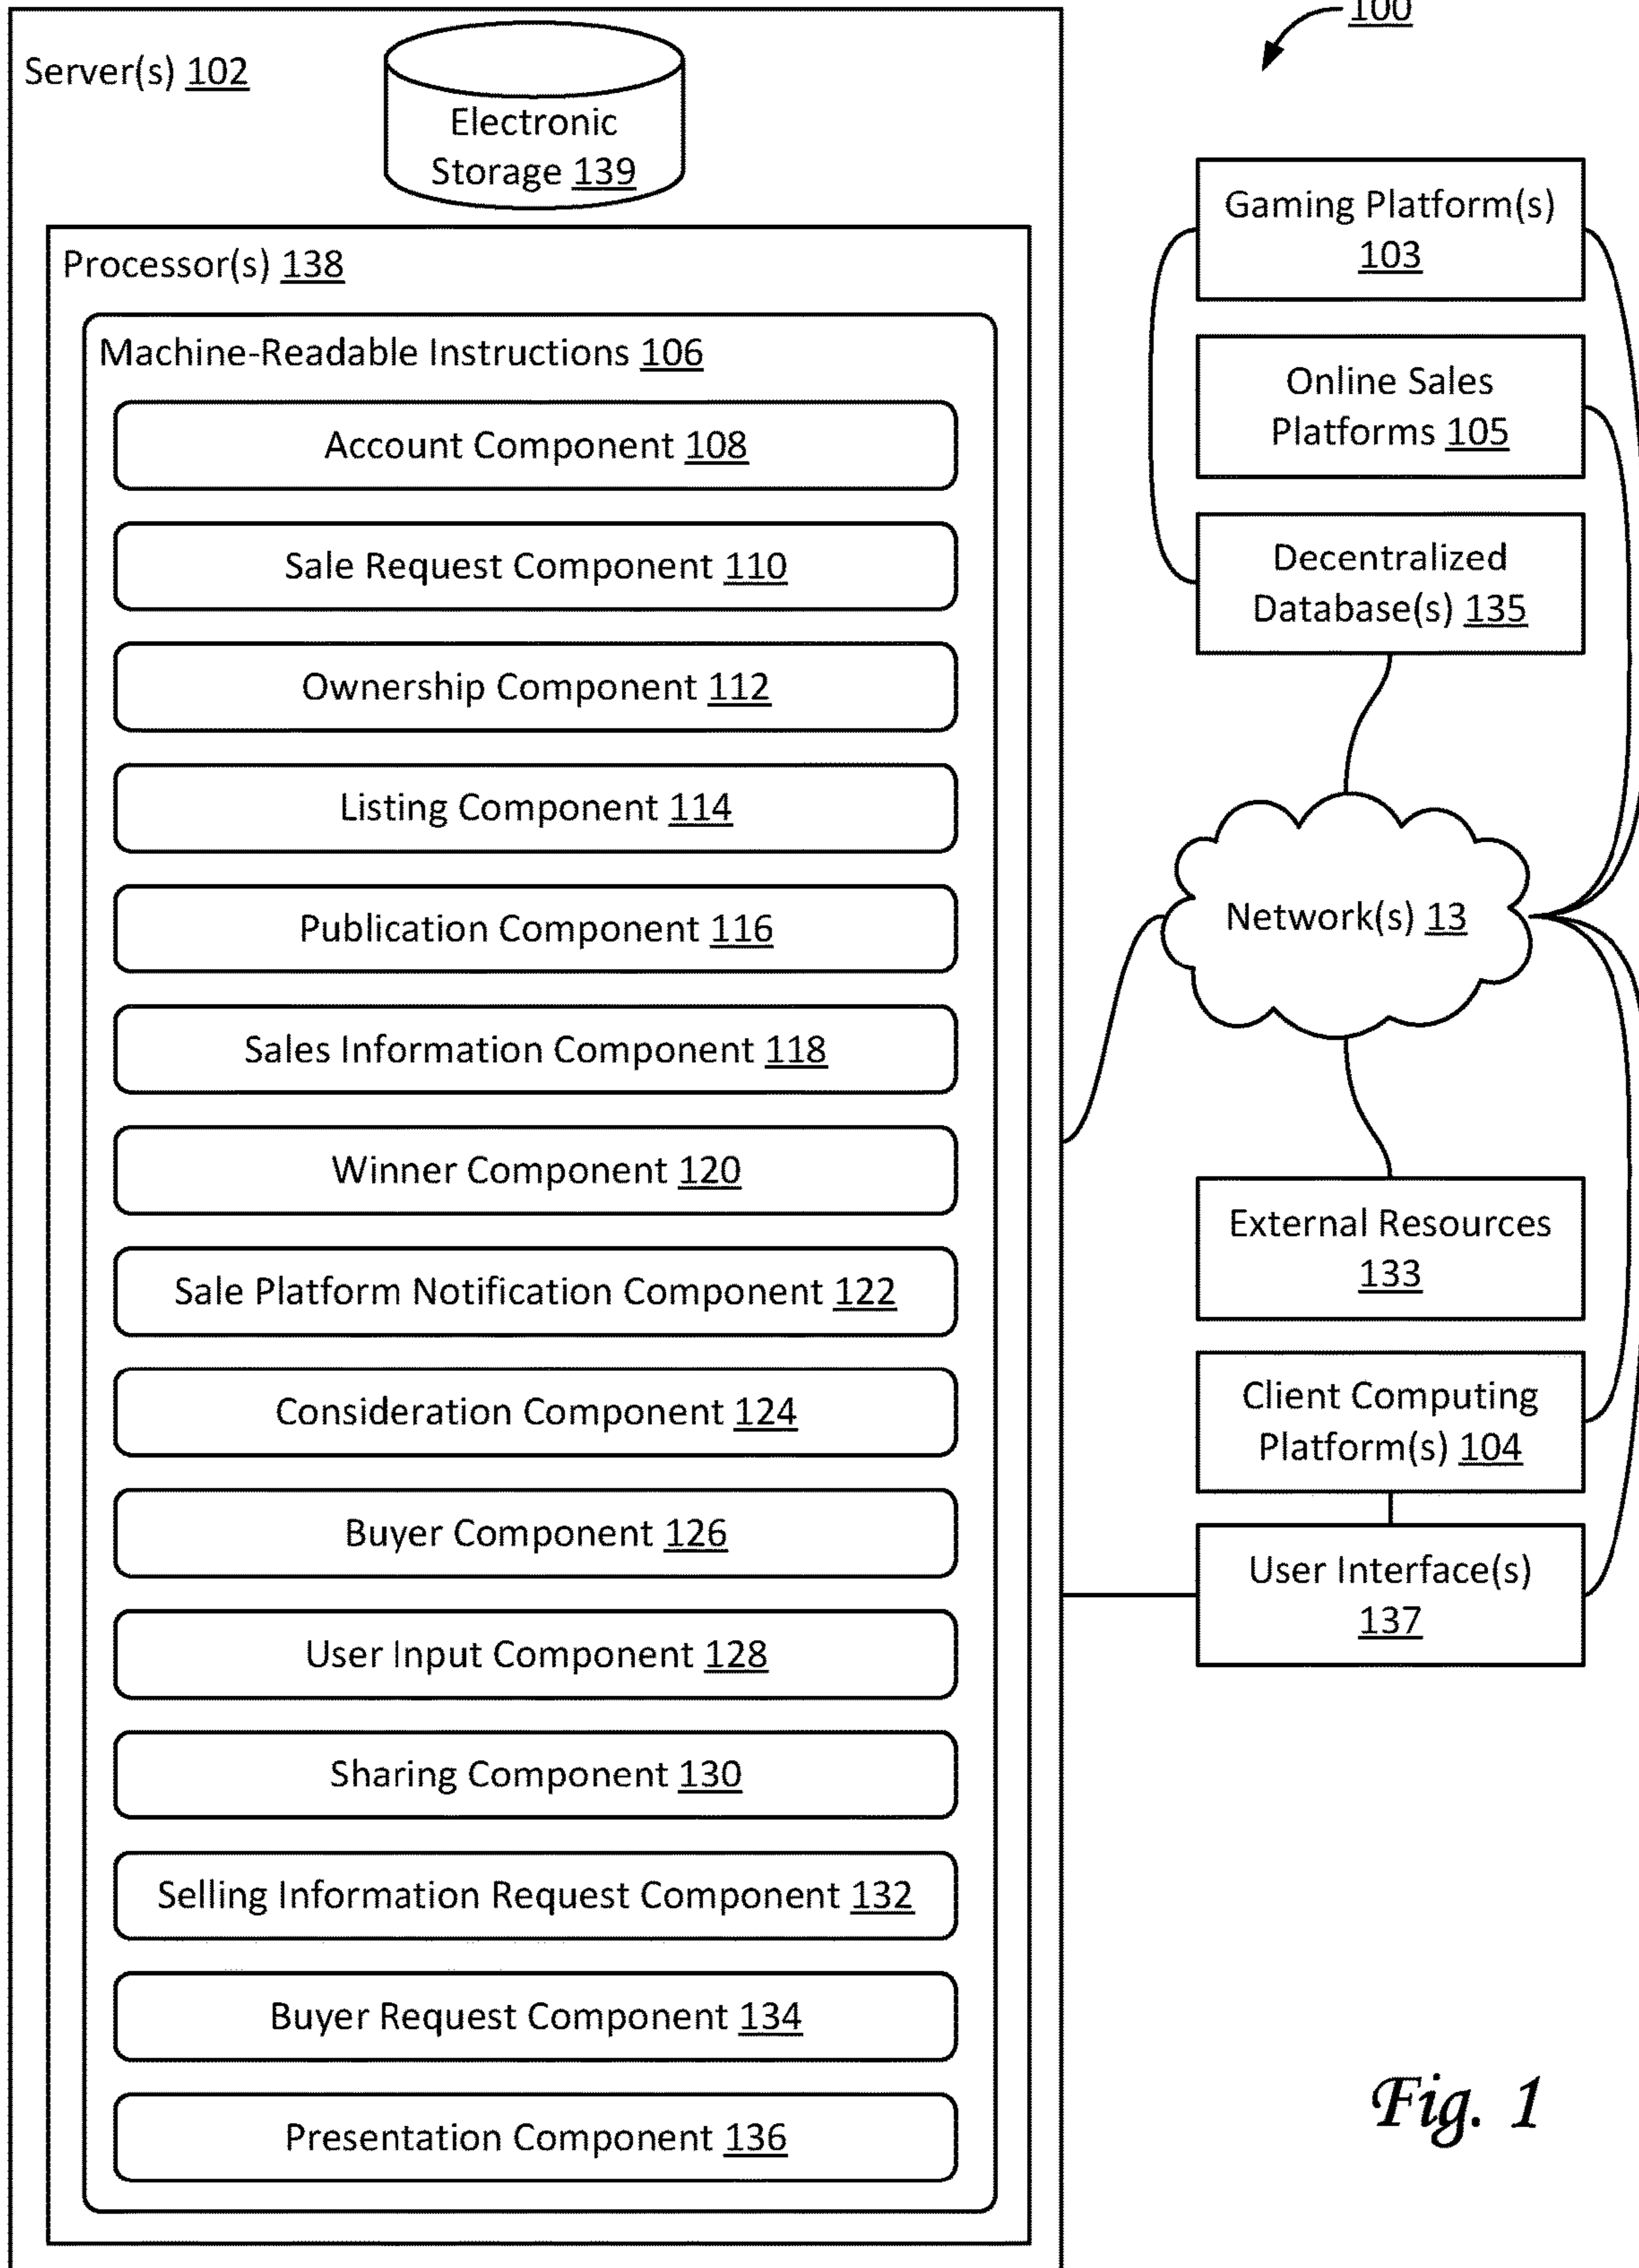 100
Server(s) 102
Electronic
Storage 139
Processor(s) 138
Machine-Readable Instructions 106
Account Component 108
Sale Request Component 110
Ownership Component 112
Listing Component 114
Publication Component 116
Sales Information Component 118
Winner Component 120
Sale Platform Notification Component 122
Consideration Component 124
Buyer Component 126
User Input Component 128
Sharing Component 130
Selling Information Request Component 132
Buyer Request Component 134
Presentation Component 136
Gaming Platform(s)
103
Online Sales
Platforms 105
Decentralized
Database(s) 135
Network(s) 13
External Resources
133
Client Computing
Platform(s) 104
User Interface(s)
137
Fig. 1